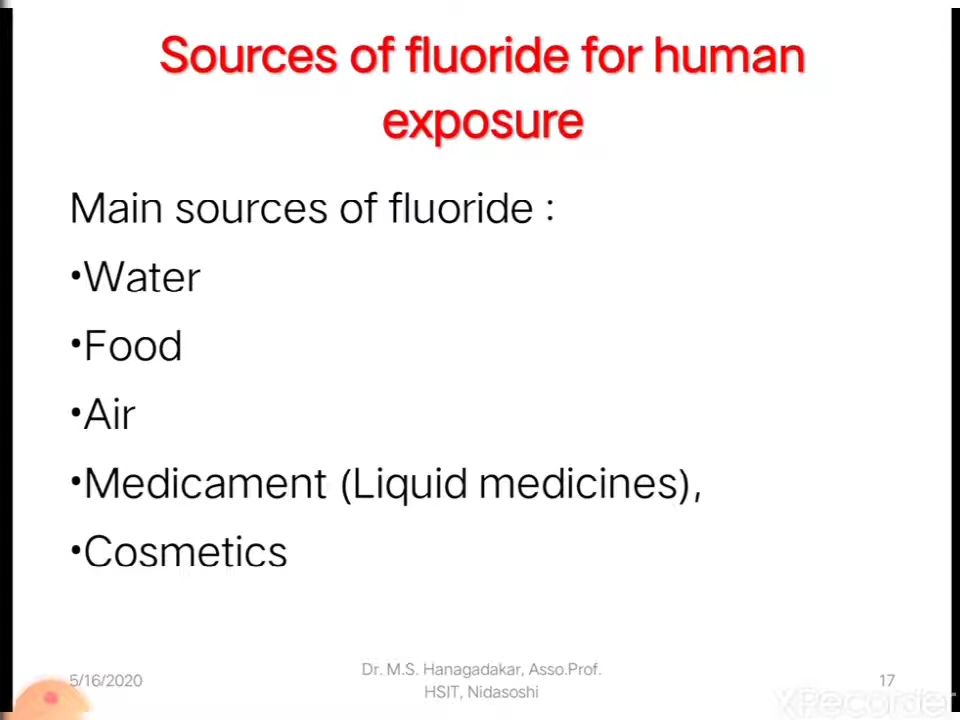 Sources of fluoride for human
exposure
Main sources of fluoride :
•Water
•Food
•Air
•Medicament (Liquid medicines),
•Cosmetics
5/16/2020
Dr. M.S. Hanagadakar, Asso.Prof.
HSIT, Nidasoshi
17
XRecorder